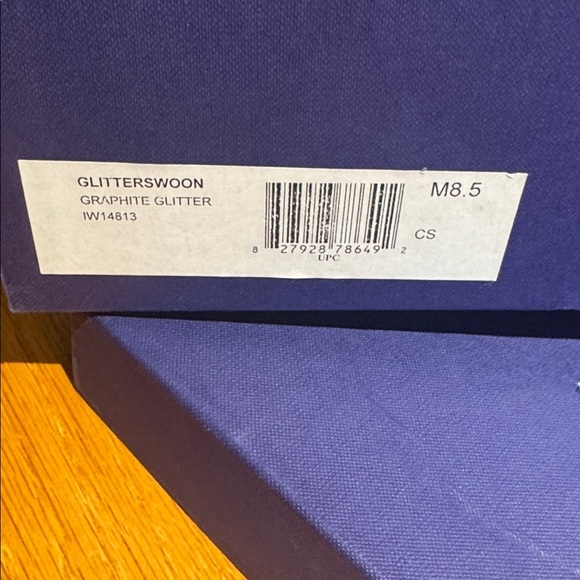 GLITTERSWOON
GRAPHITE GLITTER
IW14813
8 27928 78649 2
UPC
M8.5
CS